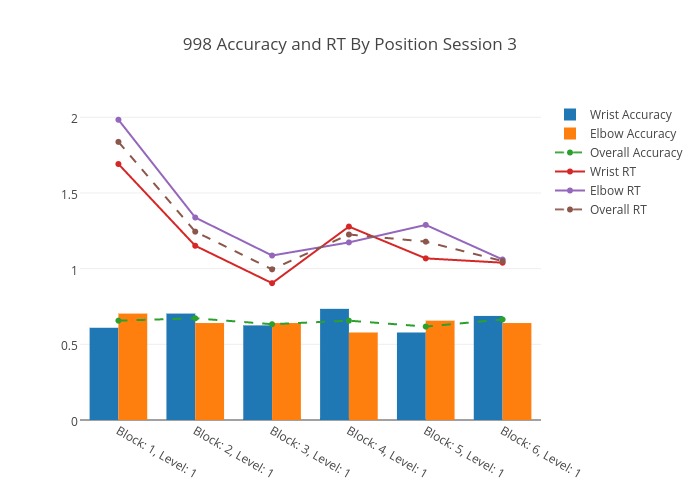 998 Accuracy and RT By Position Session 3
2
1.5
1
0.5
0
Block: 1, Level: 1
Block: 2, Level: 1
Block: 3, Level: 1
Block: 4, Level: 1
Block: 5, Level: 1
Block: 6, Level: 1
Wrist Accuracy
Elbow Accuracy
Overall Accuracy
Wrist RT
Elbow RT
Overall RT